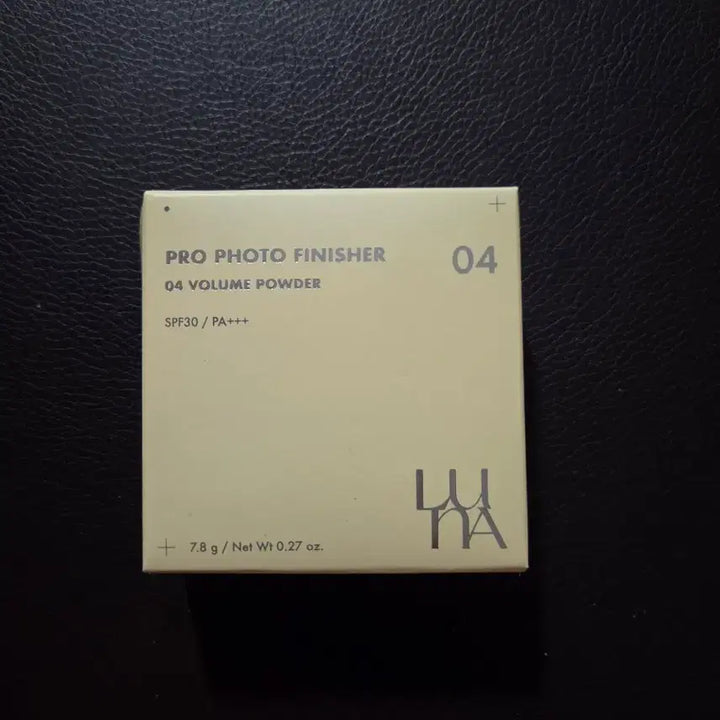 PRO PHOTO FINISHER 04
04 VOLUME POWDER
SPF30 / PA+++
LUNA
7.8 g / Net Wt 0.27 oz.